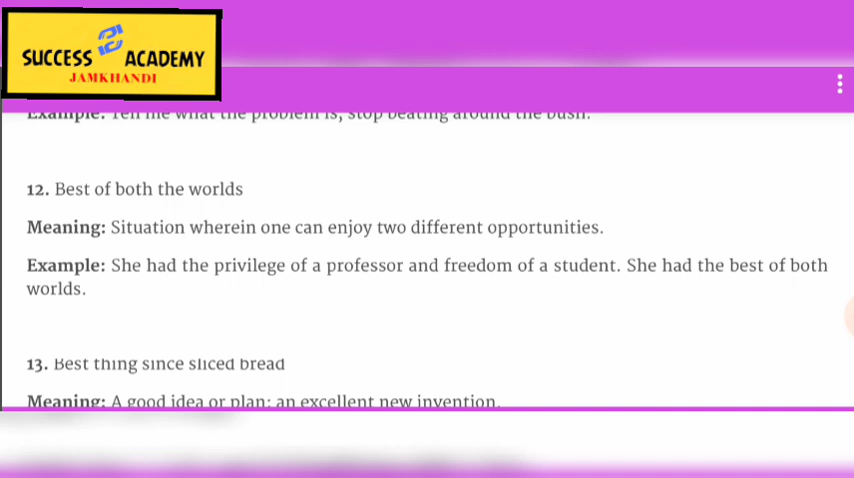 SUCCESS ACADEMY
JAMKHANDI
Example: Tell me what the problem is, stop beating around the bush.
12. Best of both the worlds
Meaning: Situation wherein one can enjoy two different opportunities.
Example: She had the privilege of a professor and freedom of a student. She had the best of both
worlds.
13. Best thing since sliced bread
Meaning: A good idea or plan; an excellent new invention.